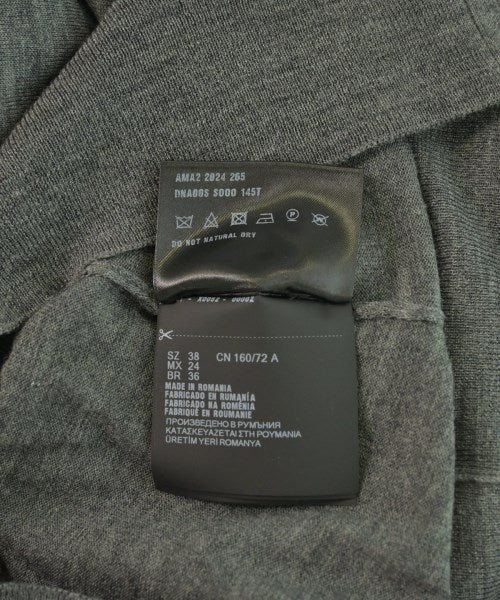 AMA2 2024 265
DNA06S S000 145T
DO NOT NATURAL DRY
SZ 38 CN 160/72 A
MX 24
BR 36
MADE IN ROMANIA
FABRICADO EN RUMANÍA
FABRICADO NA ROMÉNIA
FABRIQUÉ EN ROUMANIE
ПРОИЗВЕДЕНО В РУМЪНИЯ
ΚΑΤΑΣΚΕΥΑΖΕΤΑΙ ΣΤΗ ΡΟΥΜΑΝΙΑ
ÜRETİM YERİ ROMANYA